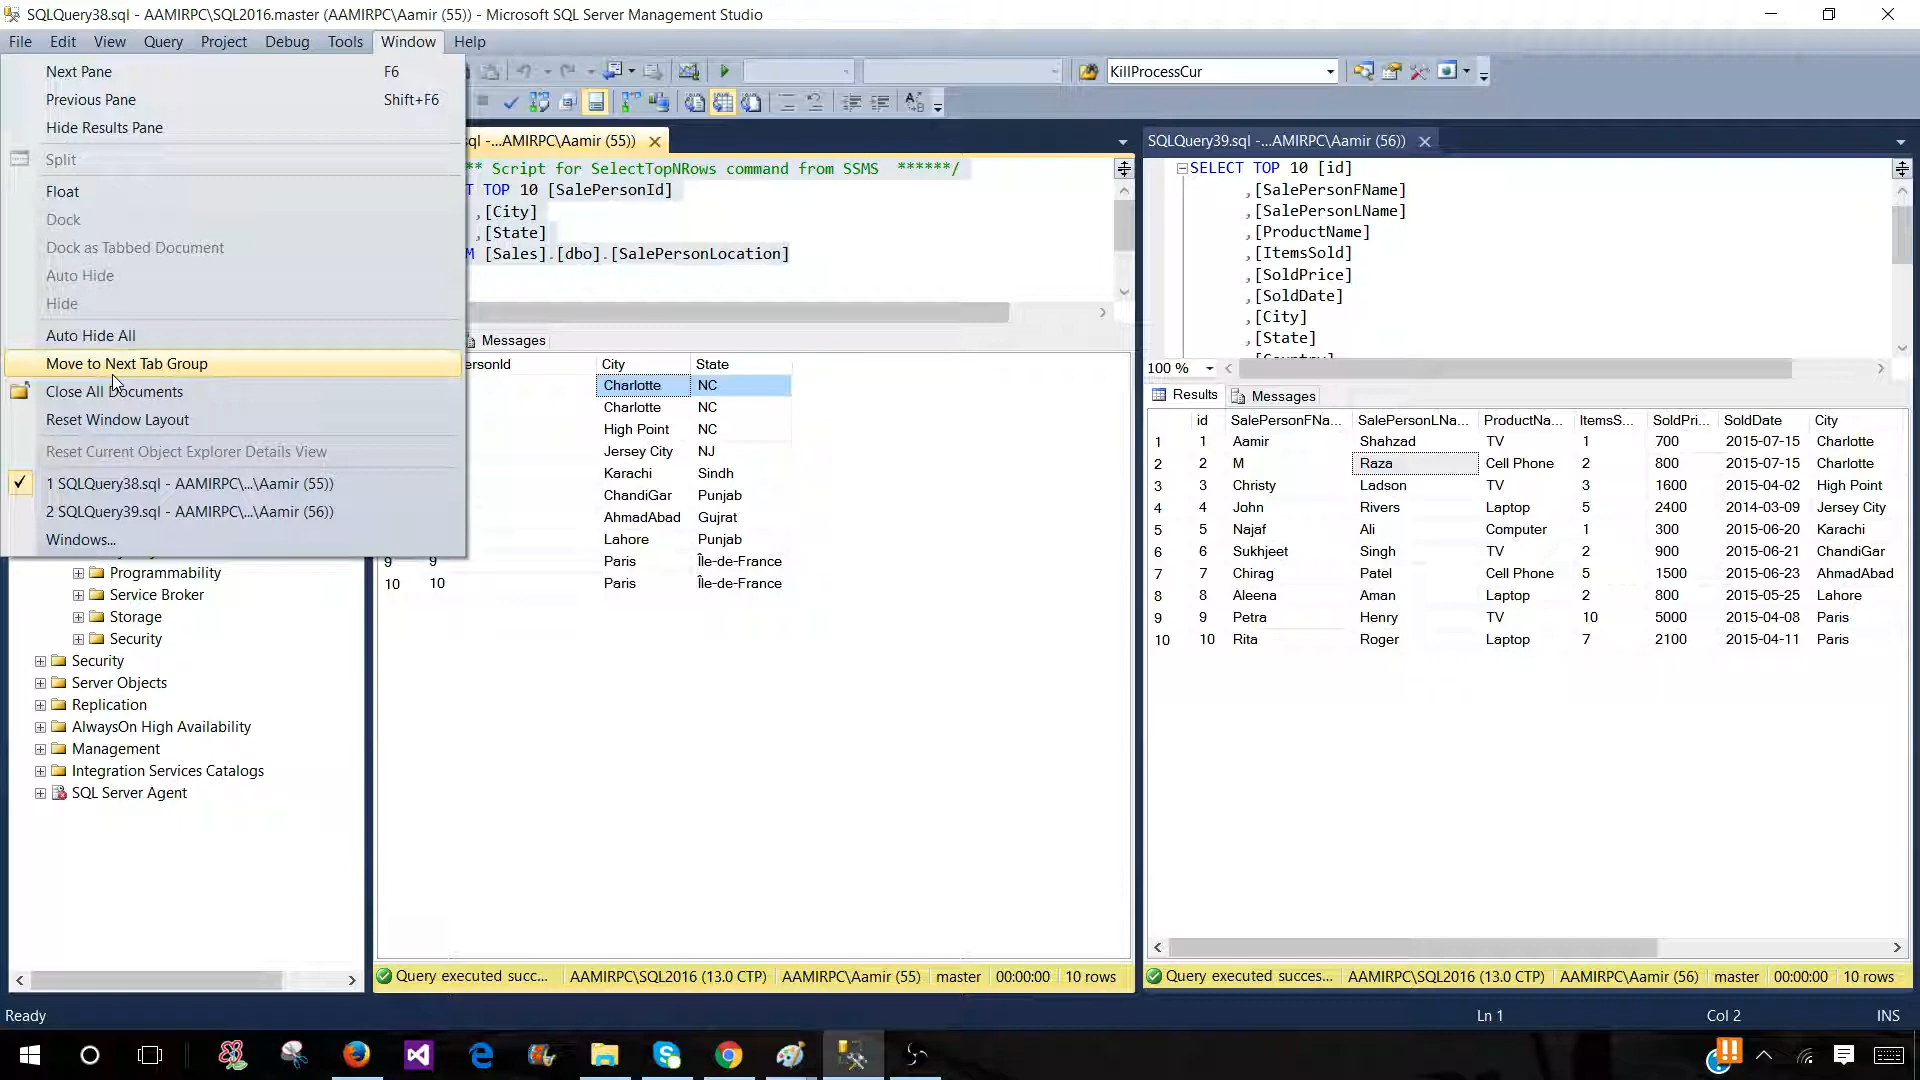 SQLQuery38.sql - AAMIRPC\SQL2016.master (AAMIRPC\Aamir (55)) - Microsoft SQL Server Management Studio
File Edit View Query Project Debug Tools Window Help
Next Pane F6
Previous Pane Shift+F6
Hide Results Pane
Split
Float
Dock
Dock as Tabbed Document
Auto Hide
Hide
Auto Hide All
Move to Next Tab Group
Close All Documents
Reset Window Layout
Reset Current Object Explorer Details View
1 SQLQuery38.sql - AAMIRPC\...\Aamir (55))
2 SQLQuery39.sql - AAMIRPC\...\Aamir (56))
Windows...
KillProcessCur
Programmability
Service Broker
Storage
Security
Security
Server Objects
Replication
AlwaysOn High Availability
Management
Integration Services Catalogs
SQL Server Agent
sql -...AMIRPC\Aamir (55))
** Script for SelectTopNRows command from SSMS ******/
T TOP 10 [SalePersonId]
,[City]
,[State]
M [Sales].[dbo].[SalePersonLocation]
Messages
ersonId City State
Charlotte NC
Charlotte NC
High Point NC
Jersey City NJ
Karachi Sindh
ChandiGar Punjab
AhmadAbad Gujrat
Lahore Punjab
9 9 Paris Île-de-France
10 10 Paris Île-de-France
Query executed succ... AAMIRPC\SQL2016 (13.0 CTP) AAMIRPC\Aamir (55) master 00:00:00 10 rows
SQLQuery39.sql -...AAMIRPC\Aamir (56))
SELECT TOP 10 [id]
,[SalePersonFName]
,[SalePersonLName]
,[ProductName]
,[ItemsSold]
,[SoldPrice]
,[SoldDate]
,[City]
,[State]
,[Country]
100 %
Results Messages
id SalePersonFNa... SalePersonLNa... ProductNa... ItemsS... SoldPri... SoldDate City
1 1 Aamir Shahzad TV 1 700 2015-07-15 Charlotte
2 2 M Raza Cell Phone 2 800 2015-07-15 Charlotte
3 3 Christy Ladson TV 3 1600 2015-04-02 High Point
4 4 John Rivers Laptop 5 2400 2014-03-09 Jersey City
5 5 Najaf Ali Computer 1 300 2015-06-20 Karachi
6 6 Sukhjeet Singh TV 2 900 2015-06-21 ChandiGar
7 7 Chirag Patel Cell Phone 5 1500 2015-06-23 AhmadAbad
8 8 Aleena Aman Laptop 2 800 2015-05-25 Lahore
9 9 Petra Henry TV 10 5000 2015-04-08 Paris
10 10 Rita Roger Laptop 7 2100 2015-04-11 Paris
Query executed succes... AAMIRPC\SQL2016 (13.0 CTP) AAMIRPC\Aamir (56) master 00:00:00 10 rows
Ready Ln 1 Col 2 INS